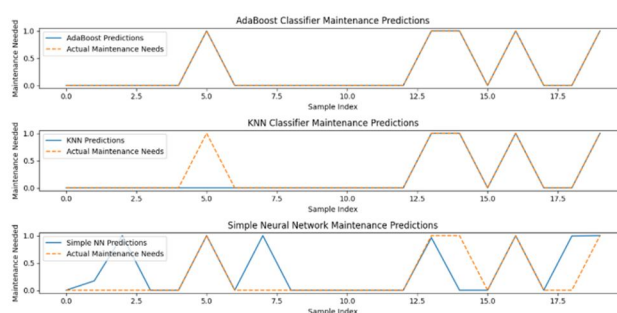 AdaBoost Classifier Maintenance Predictions
Maintenance Needed
1.0
0.5
0.0
AdaBoost Predictions
Actual Maintenance Needs
0.0 2.5 5.0 7.5 10.0 12.5 15.0 17.5
Sample Index
KNN Classifier Maintenance Predictions
Maintenance Needed
1.0
0.5
0.0
KNN Predictions
Actual Maintenance Needs
0.0 2.5 5.0 7.5 10.0 12.5 15.0 17.5
Sample Index
Simple Neural Network Maintenance Predictions
Maintenance Needed
1.0
0.5
0.0
Simple NN Predictions
Actual Maintenance Needs
0.0 2.5 5.0 7.5 10.0 12.5 15.0 17.5
Sample Index